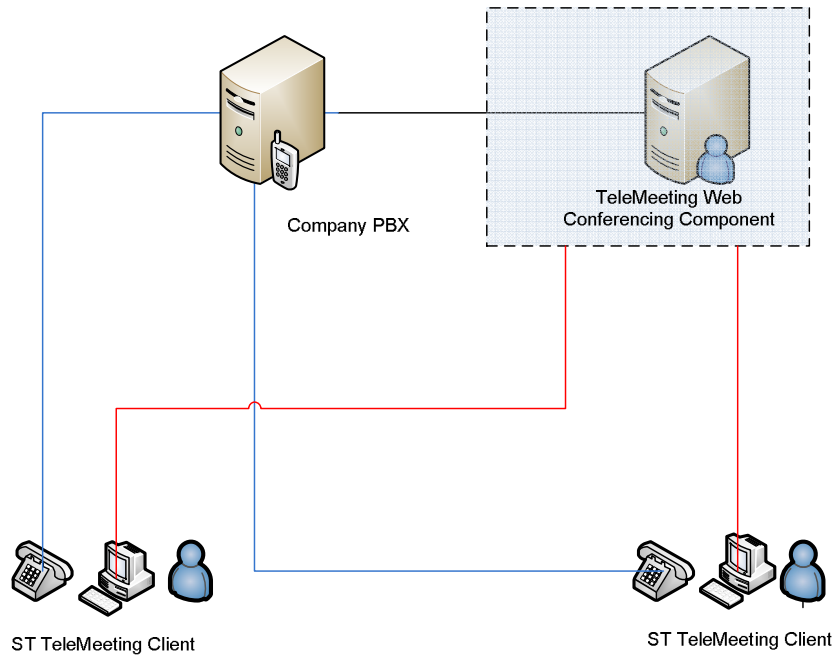 TeleMeeting Web
Conferencing Component
Company PBX
ST TeleMeeting Client
ST TeleMeeting Client